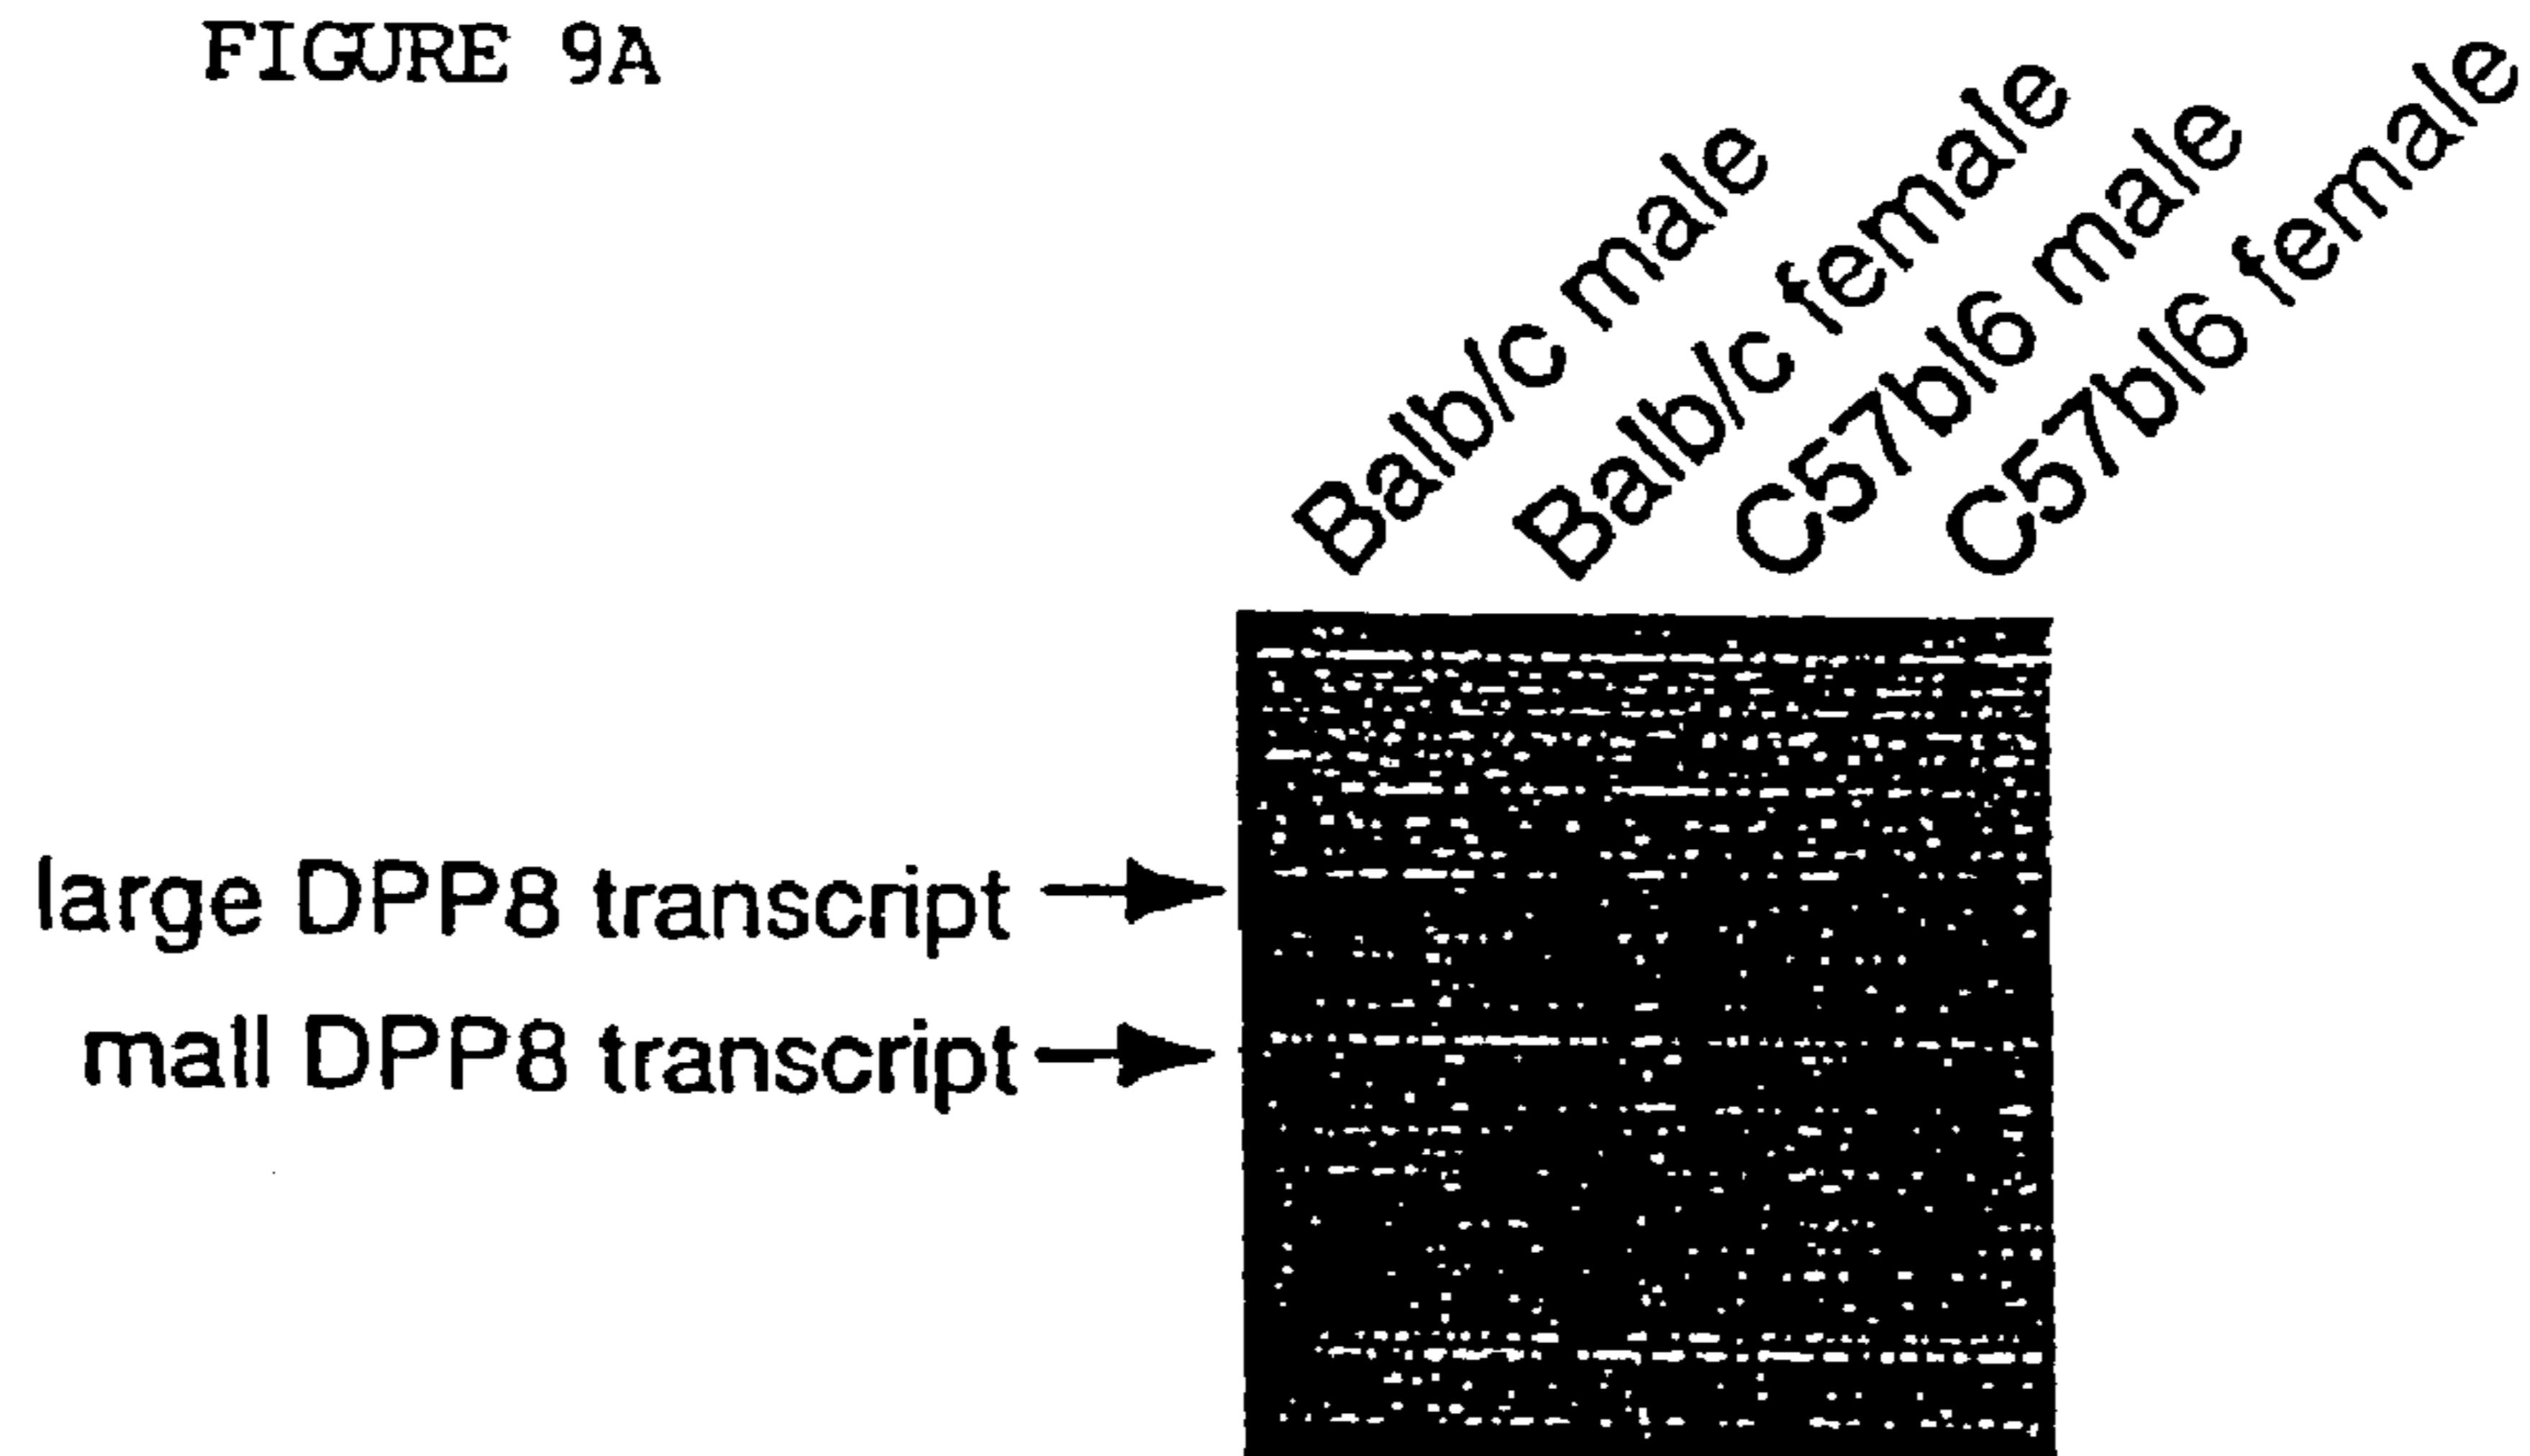 FIGURE 9A
Balb/c male
Balb/c female
C57bl6 male
C57bl6 female
large DPP8 transcript
mall DPP8 transcript